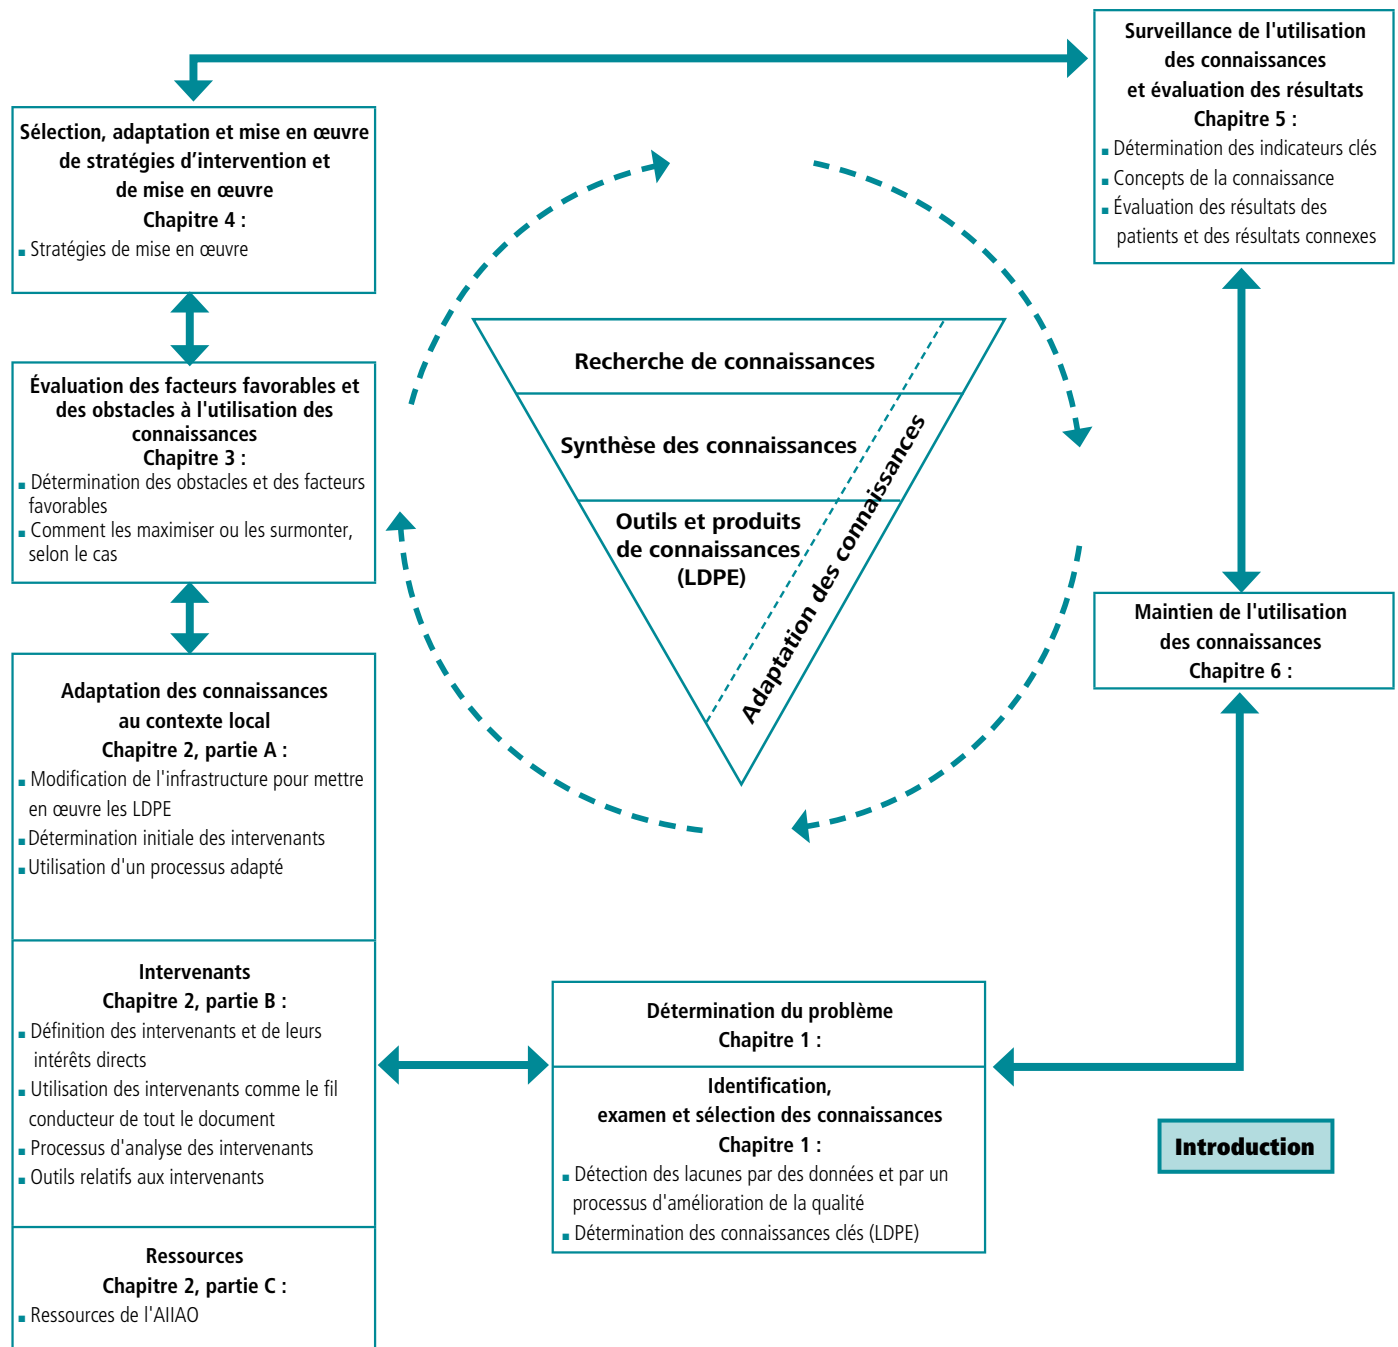 Surveillance de l'utilisation
des connaissances
et évaluation des résultats
Chapitre 5 :
▪ Détermination des indicateurs clés
▪ Concepts de la connaissance
▪ Évaluation des résultats des
patients et des résultats connexes
Sélection, adaptation et mise en œuvre
de stratégies d’intervention et
de mise en œuvre
Chapitre 4 :
▪ Stratégies de mise en œuvre
Évaluation des facteurs favorables et
des obstacles à l'utilisation des
connaissances
Chapitre 3 :
▪ Détermination des obstacles et des facteurs
favorables
▪ Comment les maximiser ou les surmonter,
selon le cas
Recherche de connaissances
Synthèse des connaissances
Outils et produits
de connaissances
(LDPE)
Adaptation des connaissances
Maintien de l'utilisation
des connaissances
Chapitre 6 :
Adaptation des connaissances
au contexte local
Chapitre 2, partie A :
▪ Modification de l'infrastructure pour mettre
en œuvre les LDPE
▪ Détermination initiale des intervenants
▪ Utilisation d'un processus adapté
Intervenants
Chapitre 2, partie B :
▪ Définition des intervenants et de leurs
intérêts directs
▪ Utilisation des intervenants comme le fil
conducteur de tout le document
▪ Processus d'analyse des intervenants
▪ Outils relatifs aux intervenants
Ressources
Chapitre 2, partie C :
▪ Ressources de l'AIIAO
Détermination du problème
Chapitre 1 :
Identification,
examen et sélection des connaissances
Chapitre 1 :
▪ Détection des lacunes par des données et par un
processus d'amélioration de la qualité
▪ Détermination des connaissances clés (LDPE)
Introduction